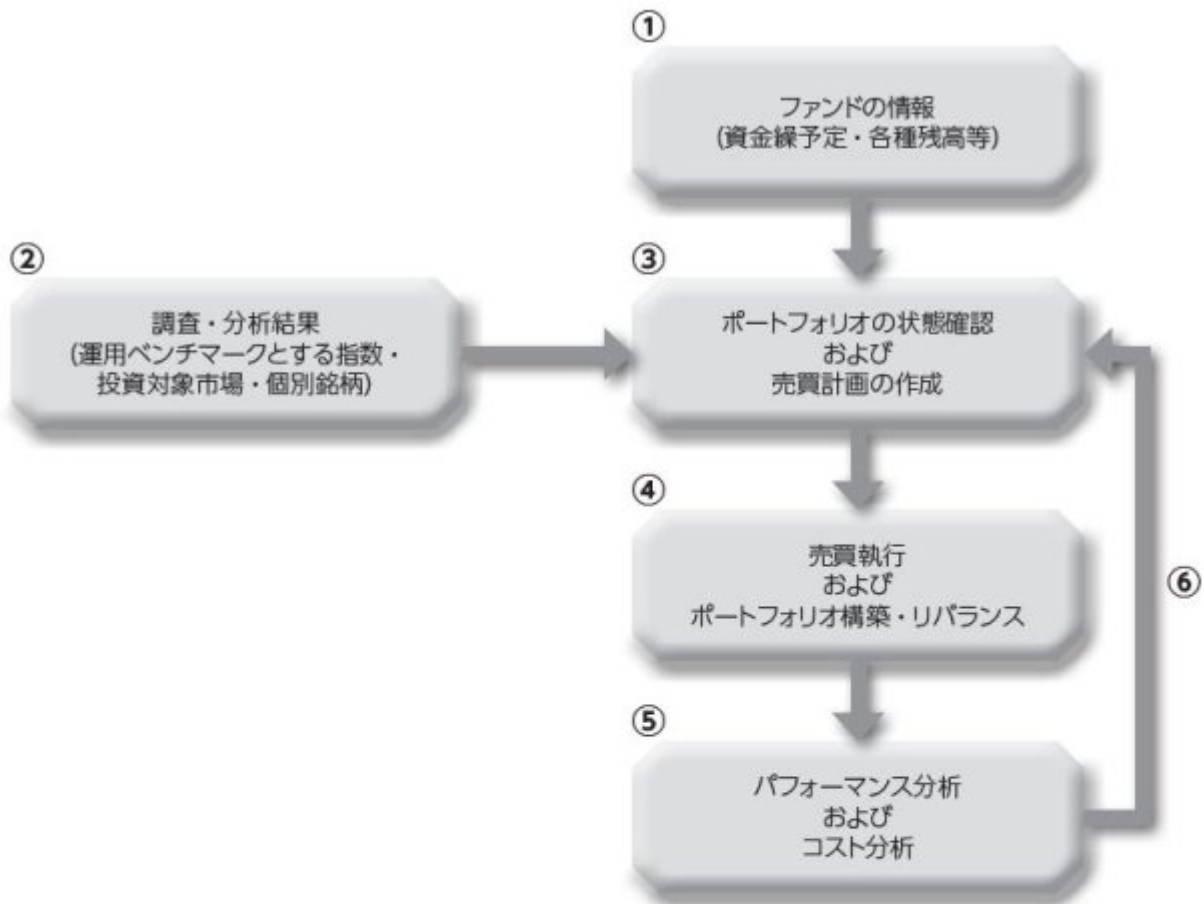 ①
ファンドの情報
(資金繰予定・各種残高等)
②
調査・分析結果
(運用ベンチマークとする指数・
投資対象市場・個別銘柄)
③
ポートフォリオの状態確認
および
売買計画の作成
④
売買執行
および
ポートフォリオ構築・リバランス
⑤
パフォーマンス分析
および
コスト分析
⑥